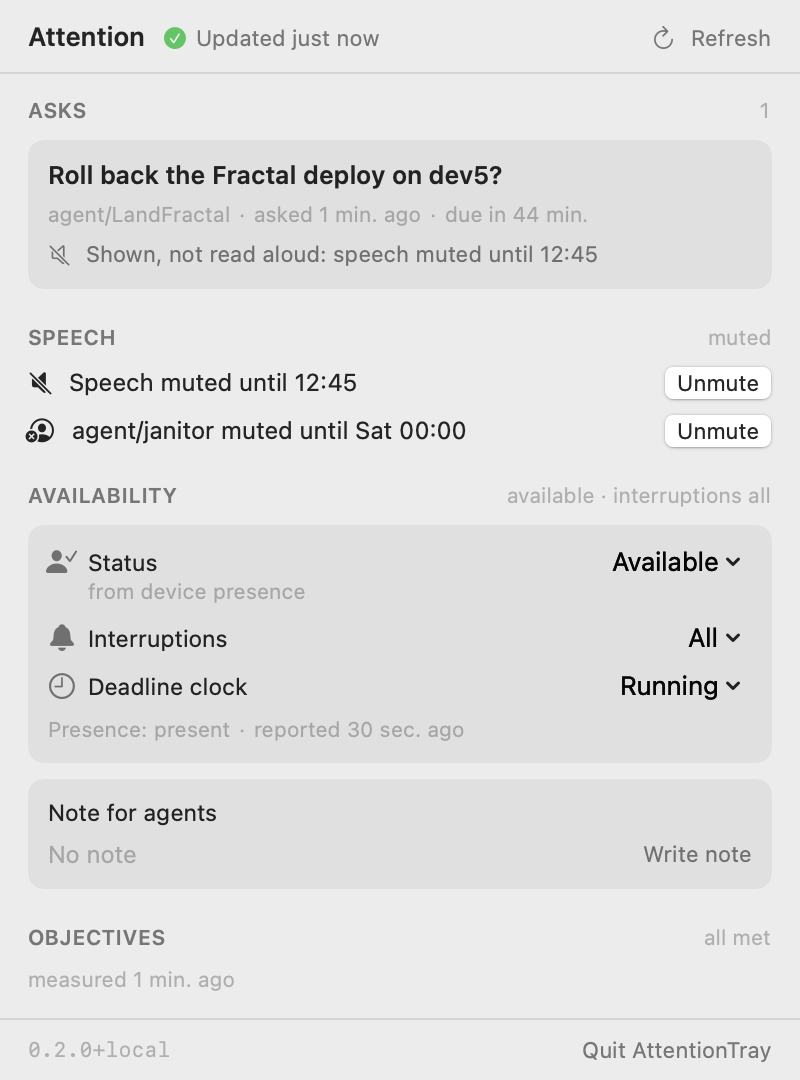 Attention Updated just now Refresh
ASKS 1
Roll back the Fractal deploy on dev5?
agent/LandFractal · asked 1 min. ago · due in 44 min.
Shown, not read aloud: speech muted until 12:45
SPEECH muted
Speech muted until 12:45 Unmute
agent/janitor muted until Sat 00:00 Unmute
AVAILABILITY available · interruptions all
Status Available
from device presence
Interruptions All
Deadline clock Running
Presence: present · reported 30 sec. ago
Note for agents
No note Write note
OBJECTIVES all met
measured 1 min. ago
0.2.0+local Quit AttentionTray